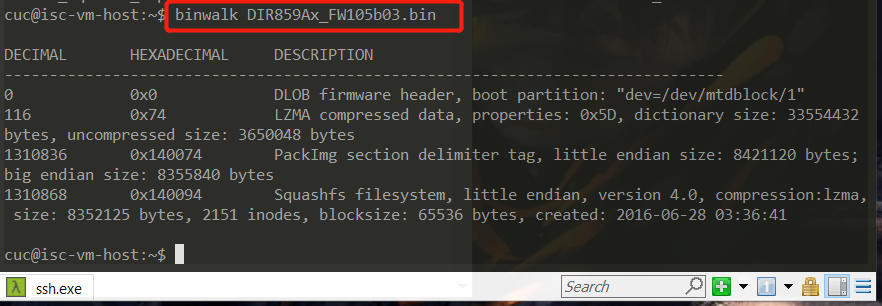 cuc@isc-vm-host:~$ binwalk DIR859Ax_FW105b03.bin
DECIMAL HEXADECIMAL DESCRIPTION
--------------------------------------------------------------------------------
0 0x0 DLOB firmware header, boot partition: "dev=/dev/mtdblock/1"
116 0x74 LZMA compressed data, properties: 0x5D, dictionary size: 33554432
bytes, uncompressed size: 3650048 bytes
1310836 0x140074 PackImg section delimiter tag, little endian size: 8421120 bytes;
big endian size: 8355840 bytes
1310868 0x140094 Squashfs filesystem, little endian, version 4.0, compression:lzma,
size: 8352125 bytes, 2151 inodes, blocksize: 65536 bytes, created: 2016-06-28 03:36:41
cuc@isc-vm-host:~$
λ ssh.exe Search 1